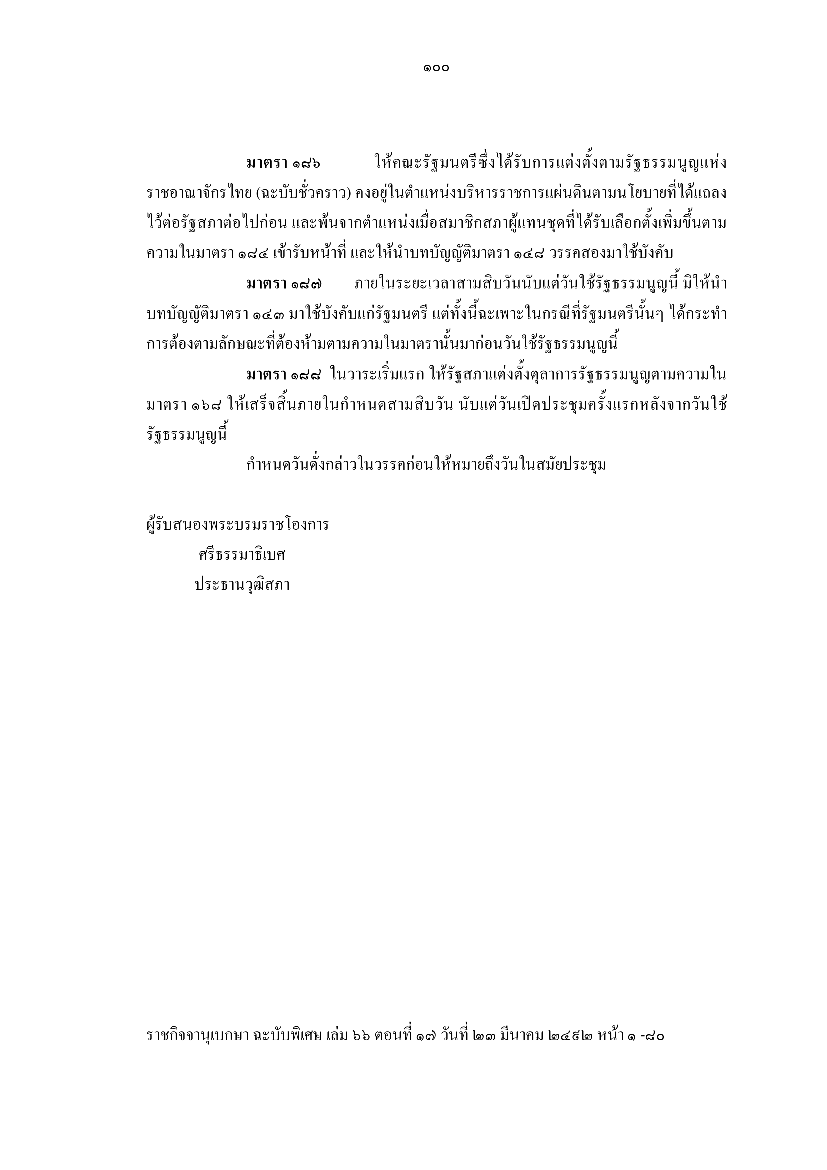 ๑๐๐
มาตรา ๑๘๖ ให้คณะรัฐมนตรีซึ่งได้รับการแต่งตั้งตามรัฐธรรมนูญแห่ง
ราชอาณาจักรไทย (ฉะบับชั่วคราว) คงอยู่ในตำแหน่งบริหารราชการแผ่นดินตามนโยบายที่ได้แถลง
ไว้ต่อรัฐสภาต่อไปก่อน และพ้นจากตำแหน่งเมื่อสมาชิกสภาผู้แทนชุดที่ได้รับเลือกตั้งเพิ่มขึ้นตาม
ความในมาตรา ๑๘๔ เข้ารับหน้าที่ และให้นำบทบัญญัติมาตรา ๑๔๘ วรรคสองมาใช้บังคับ
มาตรา ๑๘๗ ภายในระยะเวลาสามสิบวันนับแต่วันใช้รัฐธรรมนูญนี้ มิให้นำ
บทบัญญัติมาตรา ๑๔๓ มาใช้บังคับแก่รัฐมนตรี แต่ทั้งนี้ฉะเพาะในกรณีที่รัฐมนตรีนั้นๆ ได้กระทำ
การต้องตามลักษณะที่ต้องห้ามตามความในมาตรานั้นมาก่อนวันใช้รัฐธรรมนูญนี้
มาตรา ๑๘๘ ในวาระเริ่มแรก ให้รัฐสภาแต่งตั้งตุลาการรัฐธรรมนูญตามความใน
มาตรา ๑๖๘ ให้เสร็จสิ้นภายในกำหนดสามสิบวัน นับแต่วันเปิดประชุมครั้งแรกหลังจากวันใช้
รัฐธรรมนูญนี้
กำหนดวันดั่งกล่าวในวรรคก่อนให้หมายถึงวันในสมัยประชุม
ผู้รับสนองพระบรมราชโองการ
ศรีธรรมาธิเบศ
ประธานวุฒิสภา
ราชกิจจานุเบกษา ฉะบับพิเศษ เล่ม ๖๖ ตอนที่ ๑๗ วันที่ ๒๓ มีนาคม ๒๔๙๒ หน้า ๑ -๘๐